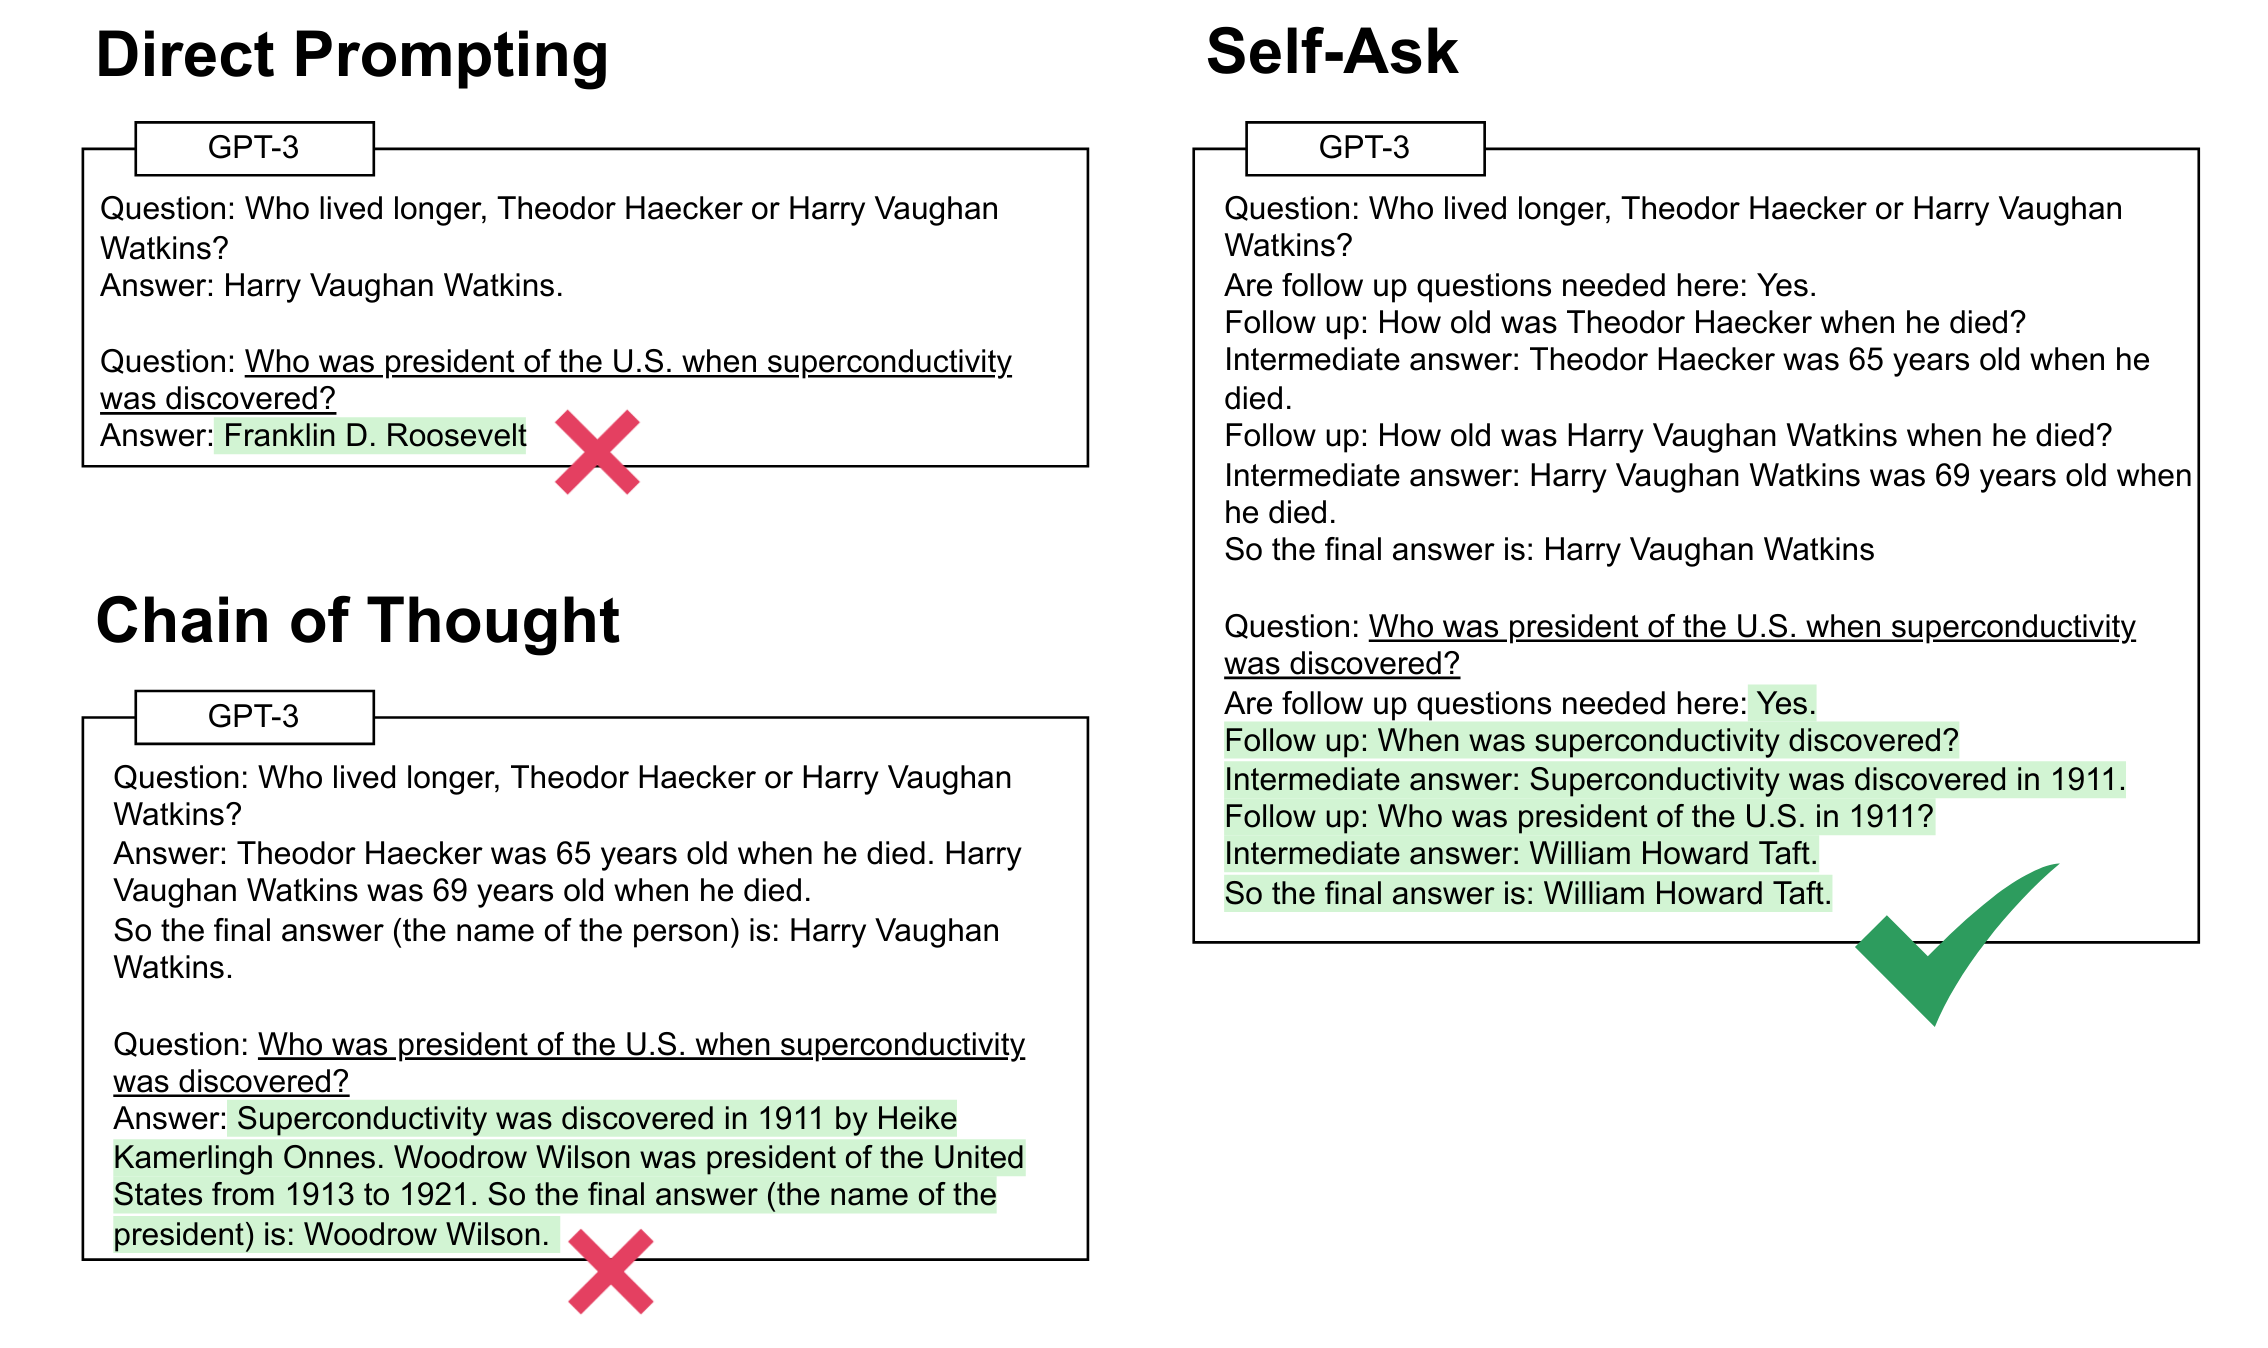 Direct Prompting
GPT-3
Question: Who lived longer, Theodor Haecker or Harry Vaughan
Watkins?
Answer: Harry Vaughan Watkins.
Question: Who was president of the U.S. when superconductivity
was discovered?
Answer: Franklin D. Roosevelt
Chain of Thought
GPT-3
Question: Who lived longer, Theodor Haecker or Harry Vaughan
Watkins?
Answer: Theodor Haecker was 65 years old when he died. Harry
Vaughan Watkins was 69 years old when he died.
So the final answer (the name of the person) is: Harry Vaughan
Watkins.
Question: Who was president of the U.S. when superconductivity
was discovered?
Answer: Superconductivity was discovered in 1911 by Heike
Kamerlingh Onnes. Woodrow Wilson was president of the United
States from 1913 to 1921. So the final answer (the name of the
president) is: Woodrow Wilson.
Self-Ask
GPT-3
Question: Who lived longer, Theodor Haecker or Harry Vaughan
Watkins?
Are follow up questions needed here: Yes.
Follow up: How old was Theodor Haecker when he died?
Intermediate answer: Theodor Haecker was 65 years old when he
died.
Follow up: How old was Harry Vaughan Watkins when he died?
Intermediate answer: Harry Vaughan Watkins was 69 years old when
he died.
So the final answer is: Harry Vaughan Watkins
Question: Who was president of the U.S. when superconductivity
was discovered?
Are follow up questions needed here: Yes.
Follow up: When was superconductivity discovered?
Intermediate answer: Superconductivity was discovered in 1911.
Follow up: Who was president of the U.S. in 1911?
Intermediate answer: William Howard Taft.
So the final answer is: William Howard Taft.